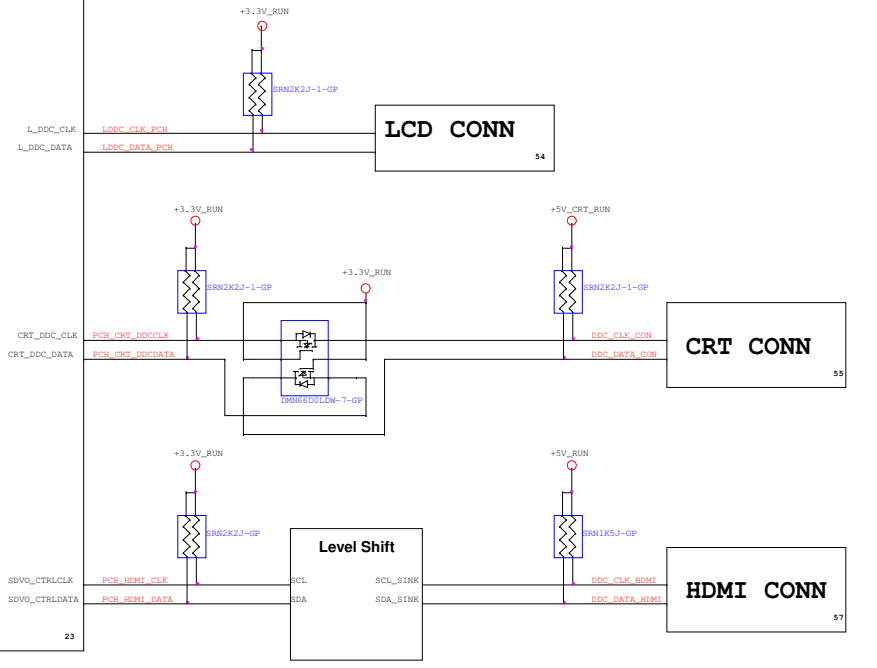 +3.3V_RUN
SRN2K2J-1-GP
L_DDC_CLK
LDDC_CLK_PCH
LCD CONN
L_DDC_DATA
LDDC_DATA_PCH
54
+3.3V_RUN
+5V_CRT_RUN
+3.3V_RUN
SRN2K2J-1-GP
SRN2K2J-1-GP
CRT_DDC_CLK
PCH_CRT_DDCCLK
DDC_CLK_CON
CRT CONN
CRT_DDC_DATA
PCH_CRT_DDCDATA
DDC_DATA_CON
55
DMN66D0LDW-7-GP
+3.3V_RUN
+5V_RUN
SRN2K2J-GP
SRN1K5J-GP
Level Shift
SDVO_CTRLCLK
PCH_HDMI_CLK
SCL
SCL_SINK
DDC_CLK_HDMI
HDMI CONN
SDVO_CTRLDATA
PCH_HDMI_DATA
SDA
SDA_SINK
DDC_DATA_HDMI
57
23